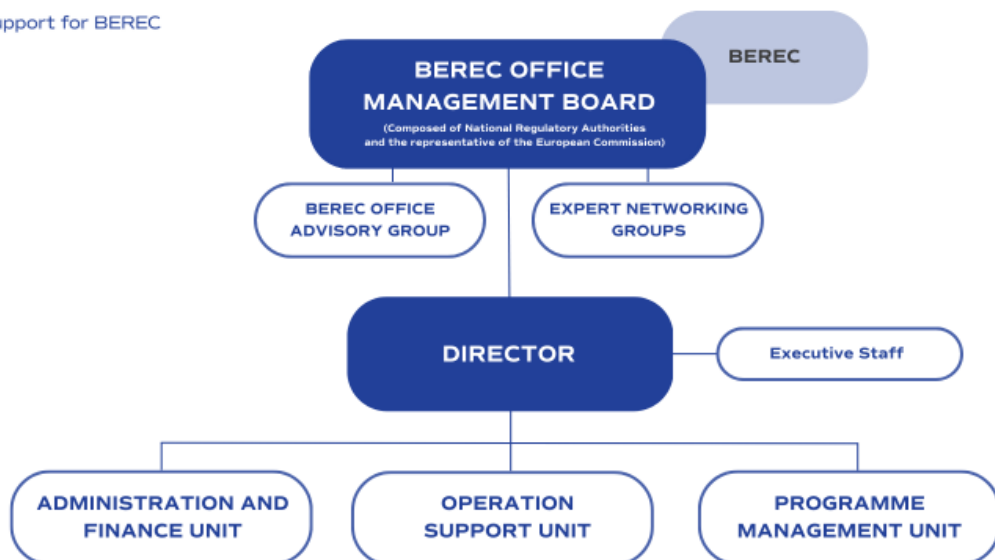 for BEREC
BEREC
BEREC OFFICE
MANAGEMENT BOARD
(Composed of National Regulatory Authorities
and the representative of the European Commission)
BEREC OFFICE
ADVISORY GROUP
EXPERT NETWORKING
GROUPS
DIRECTOR
Executive Staff
ADMINISTRATION AND
FINANCE UNIT
OPERATION
SUPPORT UNIT
PROGRAMME
MANAGEMENT UNIT